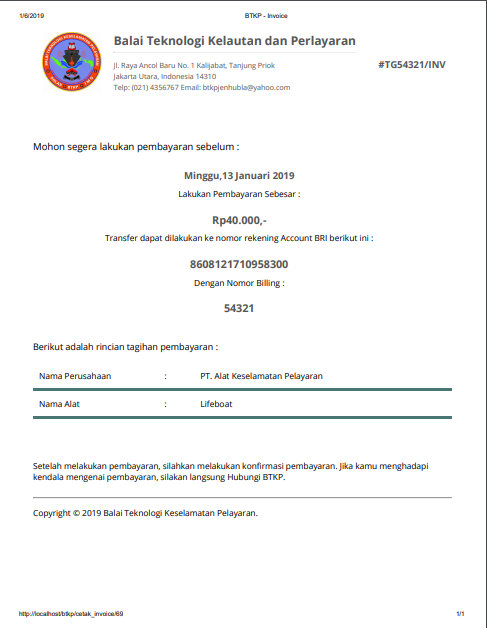 1/6/2019
BTKP - Invoice
Balai Teknologi Kelautan dan Perlayaran
Jl. Raya Ancol Baru No. 1 Kalijabat, Tanjung Priok
#TG54321/INV
Jakarta Utara, Indonesia 14310
Telp: (021) 4356767 Email: btkpjenhubla@yahoo.com
Mohon segera lakukan pembayaran sebelum :
Minggu,13 Januari 2019
Lakukan Pembayaran Sebesar :
Rp40.000,-
Transfer dapat dilakukan ke nomor rekening Account BRI berikut ini :
8608121710958300
Dengan Nomor Billing :
54321
Berikut adalah rincian tagihan pembayaran :
Nama Perusahaan : PT. Alat Keselamatan Pelayaran
Nama Alat : Lifeboat
Setelah melakukan pembayaran, silahkan melakukan konfirmasi pembayaran. Jika kamu menghadapi
kendala mengenai pembayaran, silakan langsung Hubungi BTKP.
Copyright © 2019 Balai Teknologi Keselamatan Pelayaran.
http://localhost/btkp/cetak_invoice/69
1/1